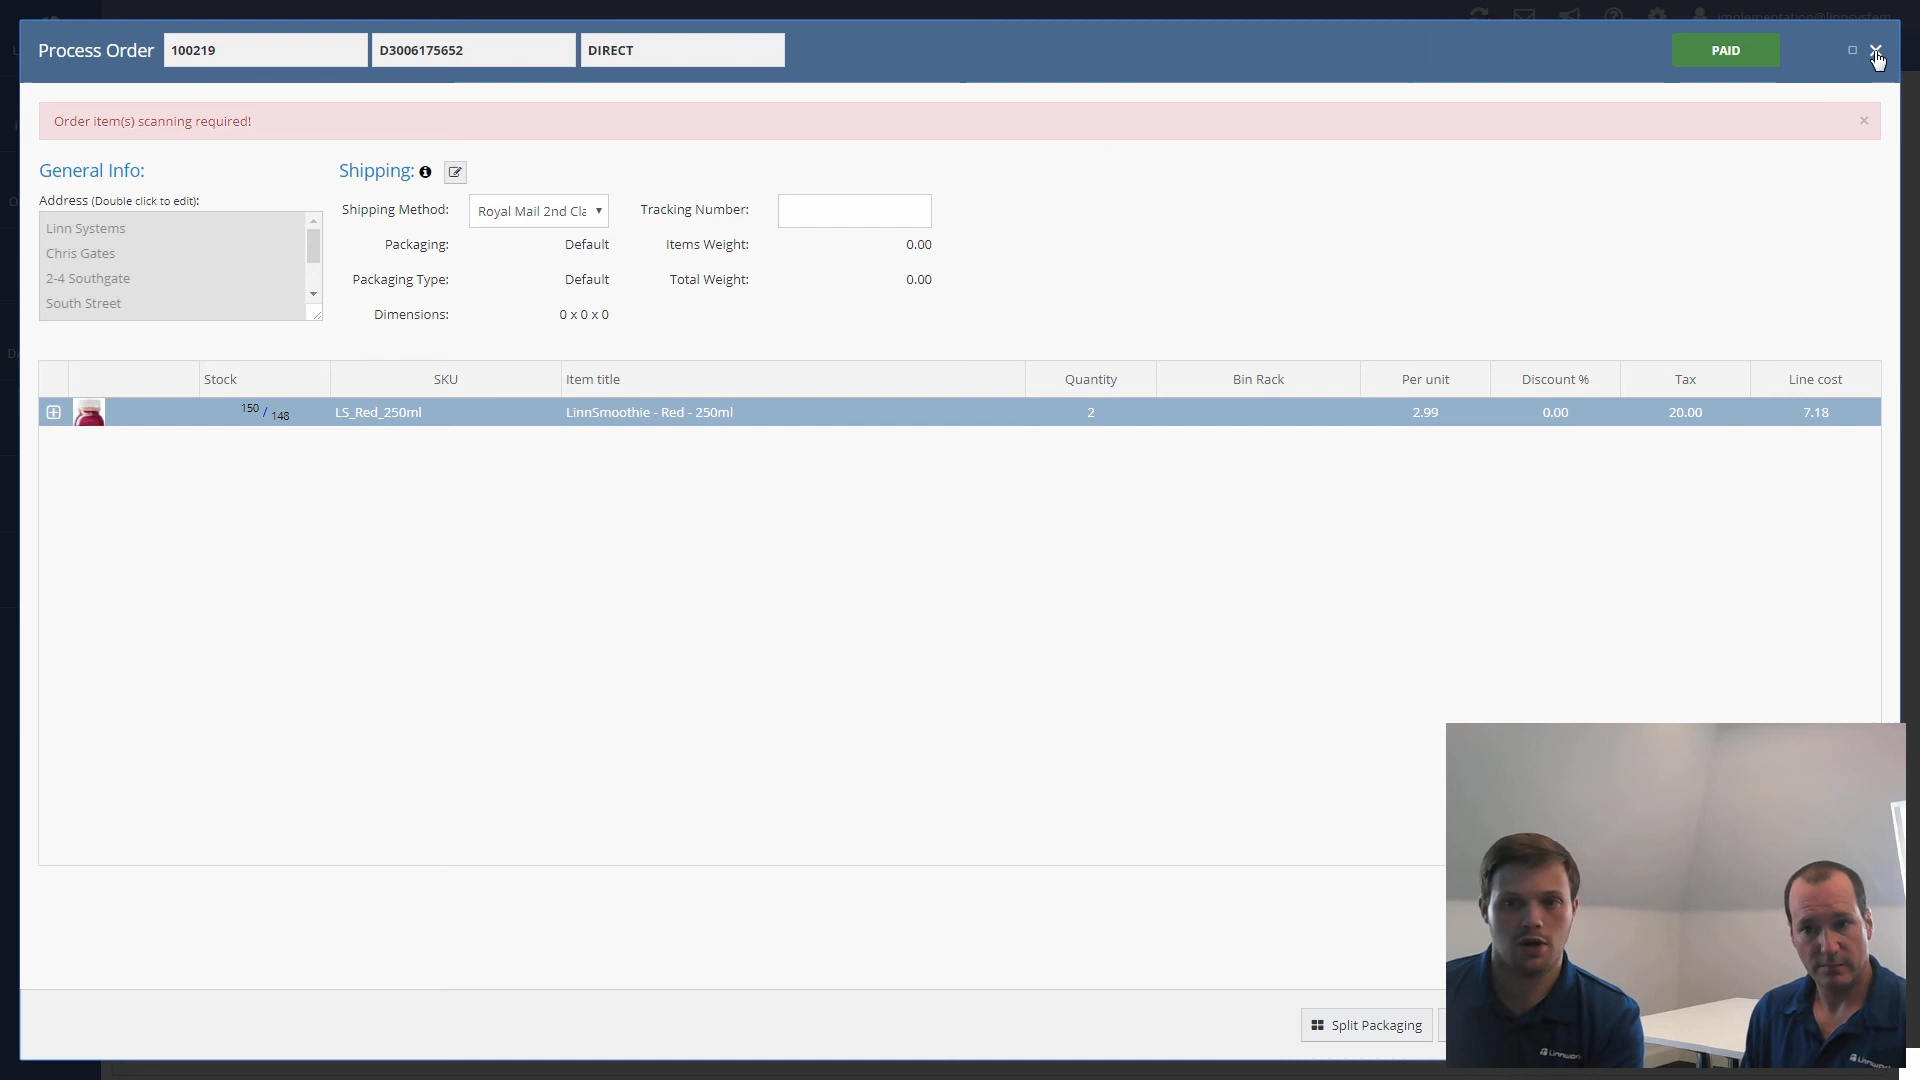 implementation@linnsystem
Process Order 100219 D3006175652 DIRECT PAID
Order item(s) scanning required!
General Info:
Address (Double click to edit):
Linn Systems
Chris Gates
2-4 Southgate
South Street
Shipping:
Shipping Method: Royal Mail 2nd Cla Tracking Number:
Packaging: Default Items Weight: 0.00
Packaging Type: Default Total Weight: 0.00
Dimensions: 0 x 0 x 0
Stock SKU Item title Quantity Bin Rack Per unit Discount % Tax Line cost
150 / 148 LS_Red_250ml LinnSmoothie - Red - 250ml 2 2.99 0.00 20.00 7.18
Split Packaging